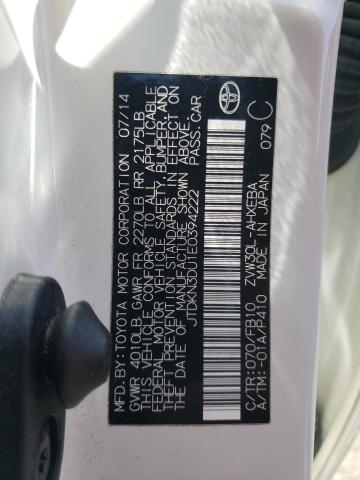 MFD. BY: TOYOTA MOTOR CORPORATION 07/14
GVWR 4010LB GAWR FR 2270LB RR 2175LB
THIS VEHICLE CONFORMS TO ALL APPLICABLE
FEDERAL MOTOR VEHICLE SAFETY, BUMPER, AND
THEFT PREVENTION STANDARDS IN EFFECT ON
THE DATE OF MANUFACTURE SHOWN ABOVE.
JTDKN3DU1E0394222 PASS. CAR
C/TR: 070/FB10 ZVW30L-AHXEBA
A/TM: -01A/P410 MADE IN JAPAN 079
C
TOYOTA